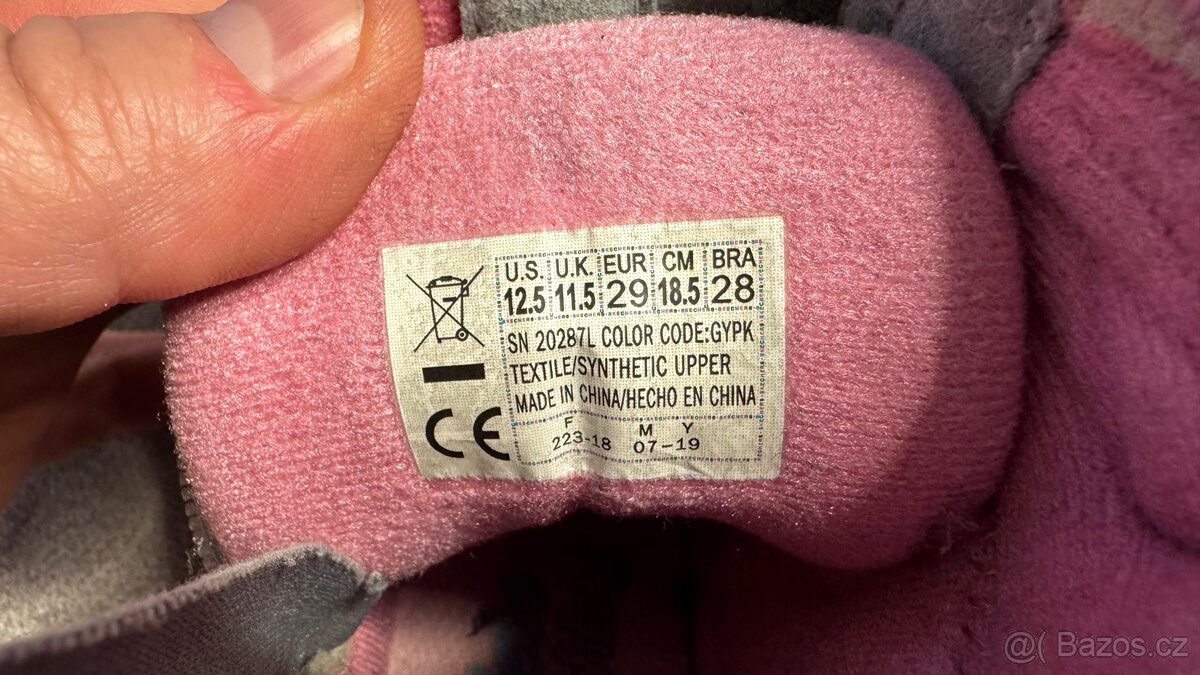 U.S. U.K. EUR CM BRA
12.5 11.5 29 18.5 28
SN 20287L COLOR CODE:GYPK
TEXTILE/SYNTHETIC UPPER
MADE IN CHINA/HECHO EN CHINA
F M Y
223-18 07-19
CE
@( Bazos.cz